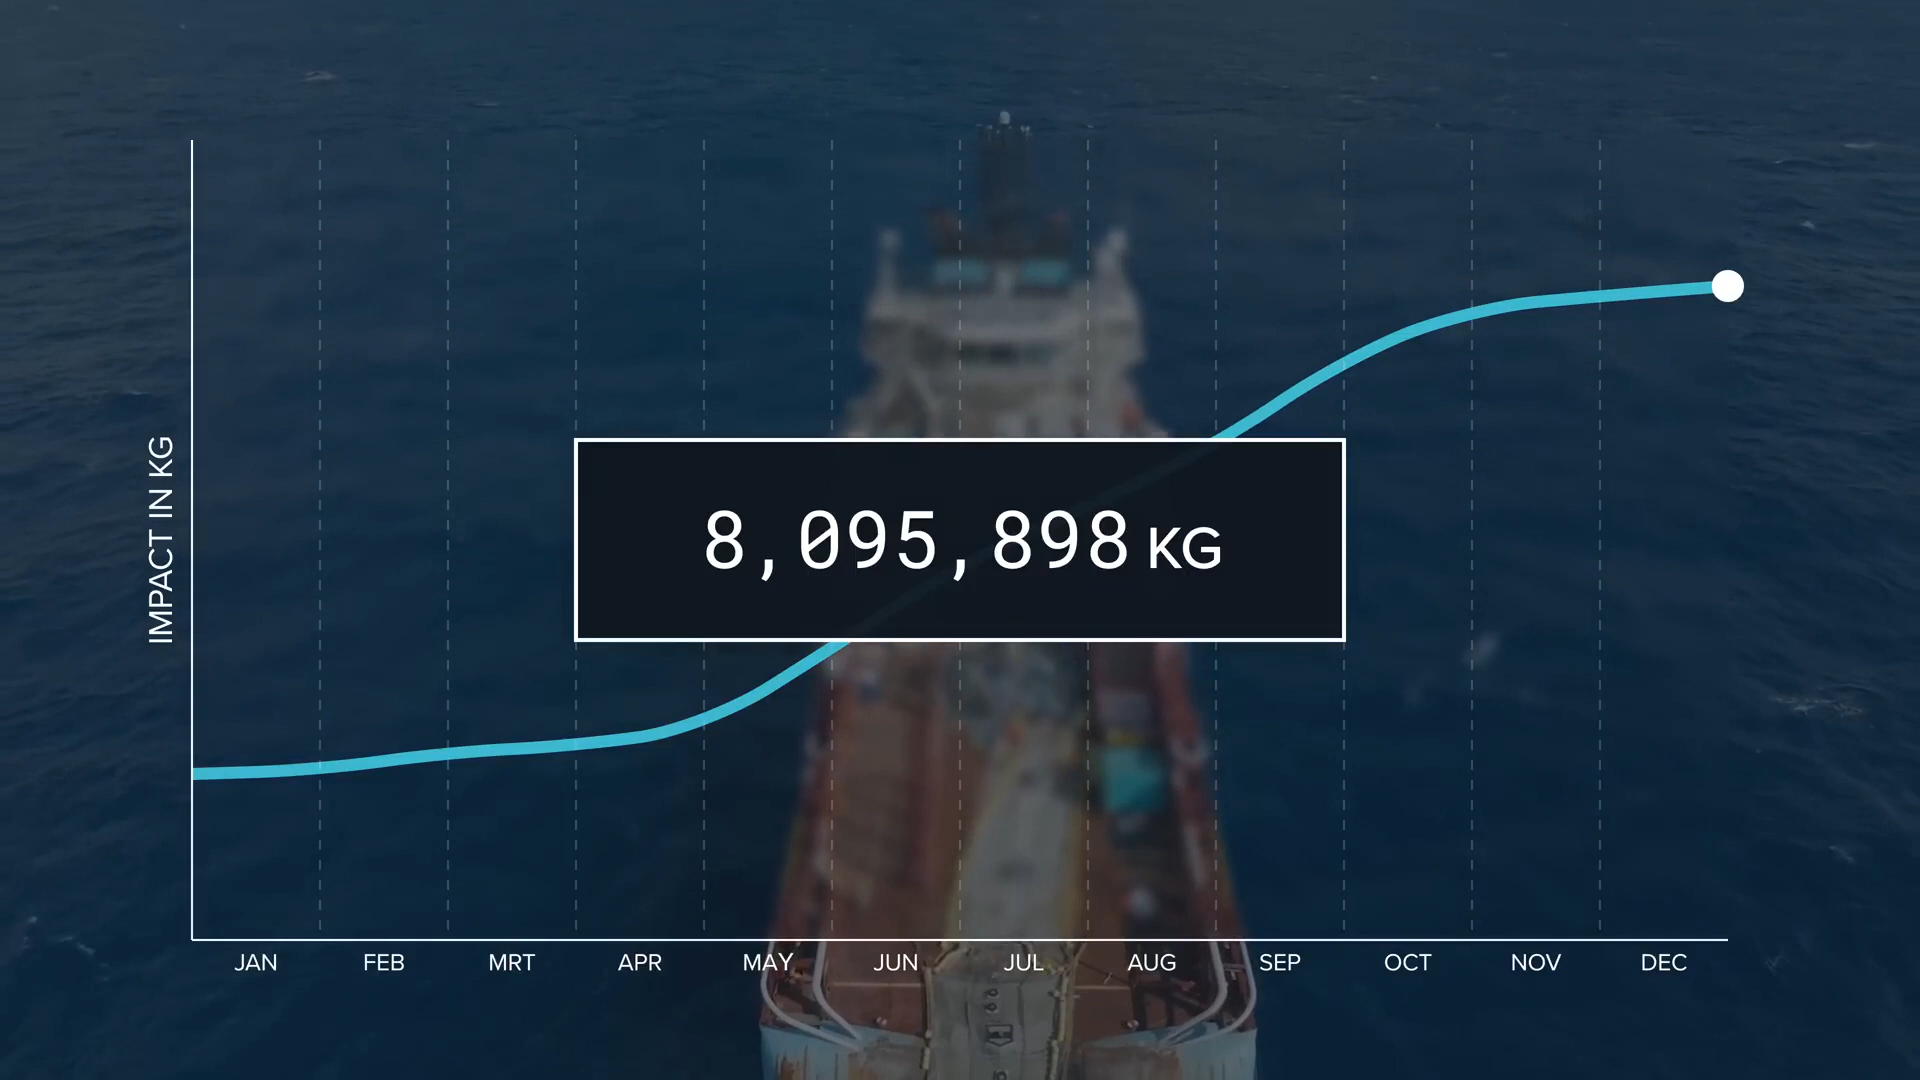 IMPACT IN KG
8,095,898 KG
JAN FEB MRT APR MAY JUN JUL AUG SEP OCT NOV DEC